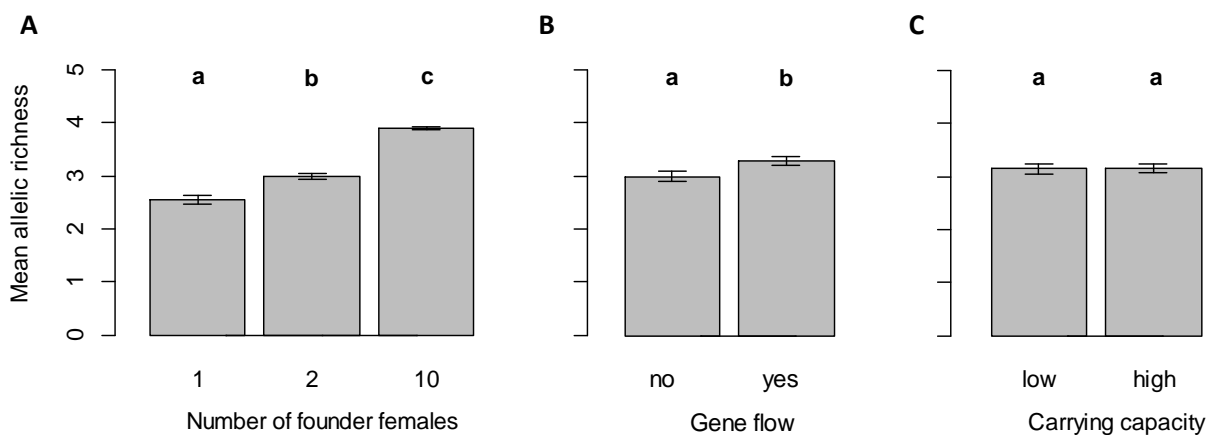 A
B
C
a b c
a b
a a
Mean allelic richness
5
4
3
2
1
0
1 2 10
no yes
low high
Number of founder females
Gene flow
Carrying capacity